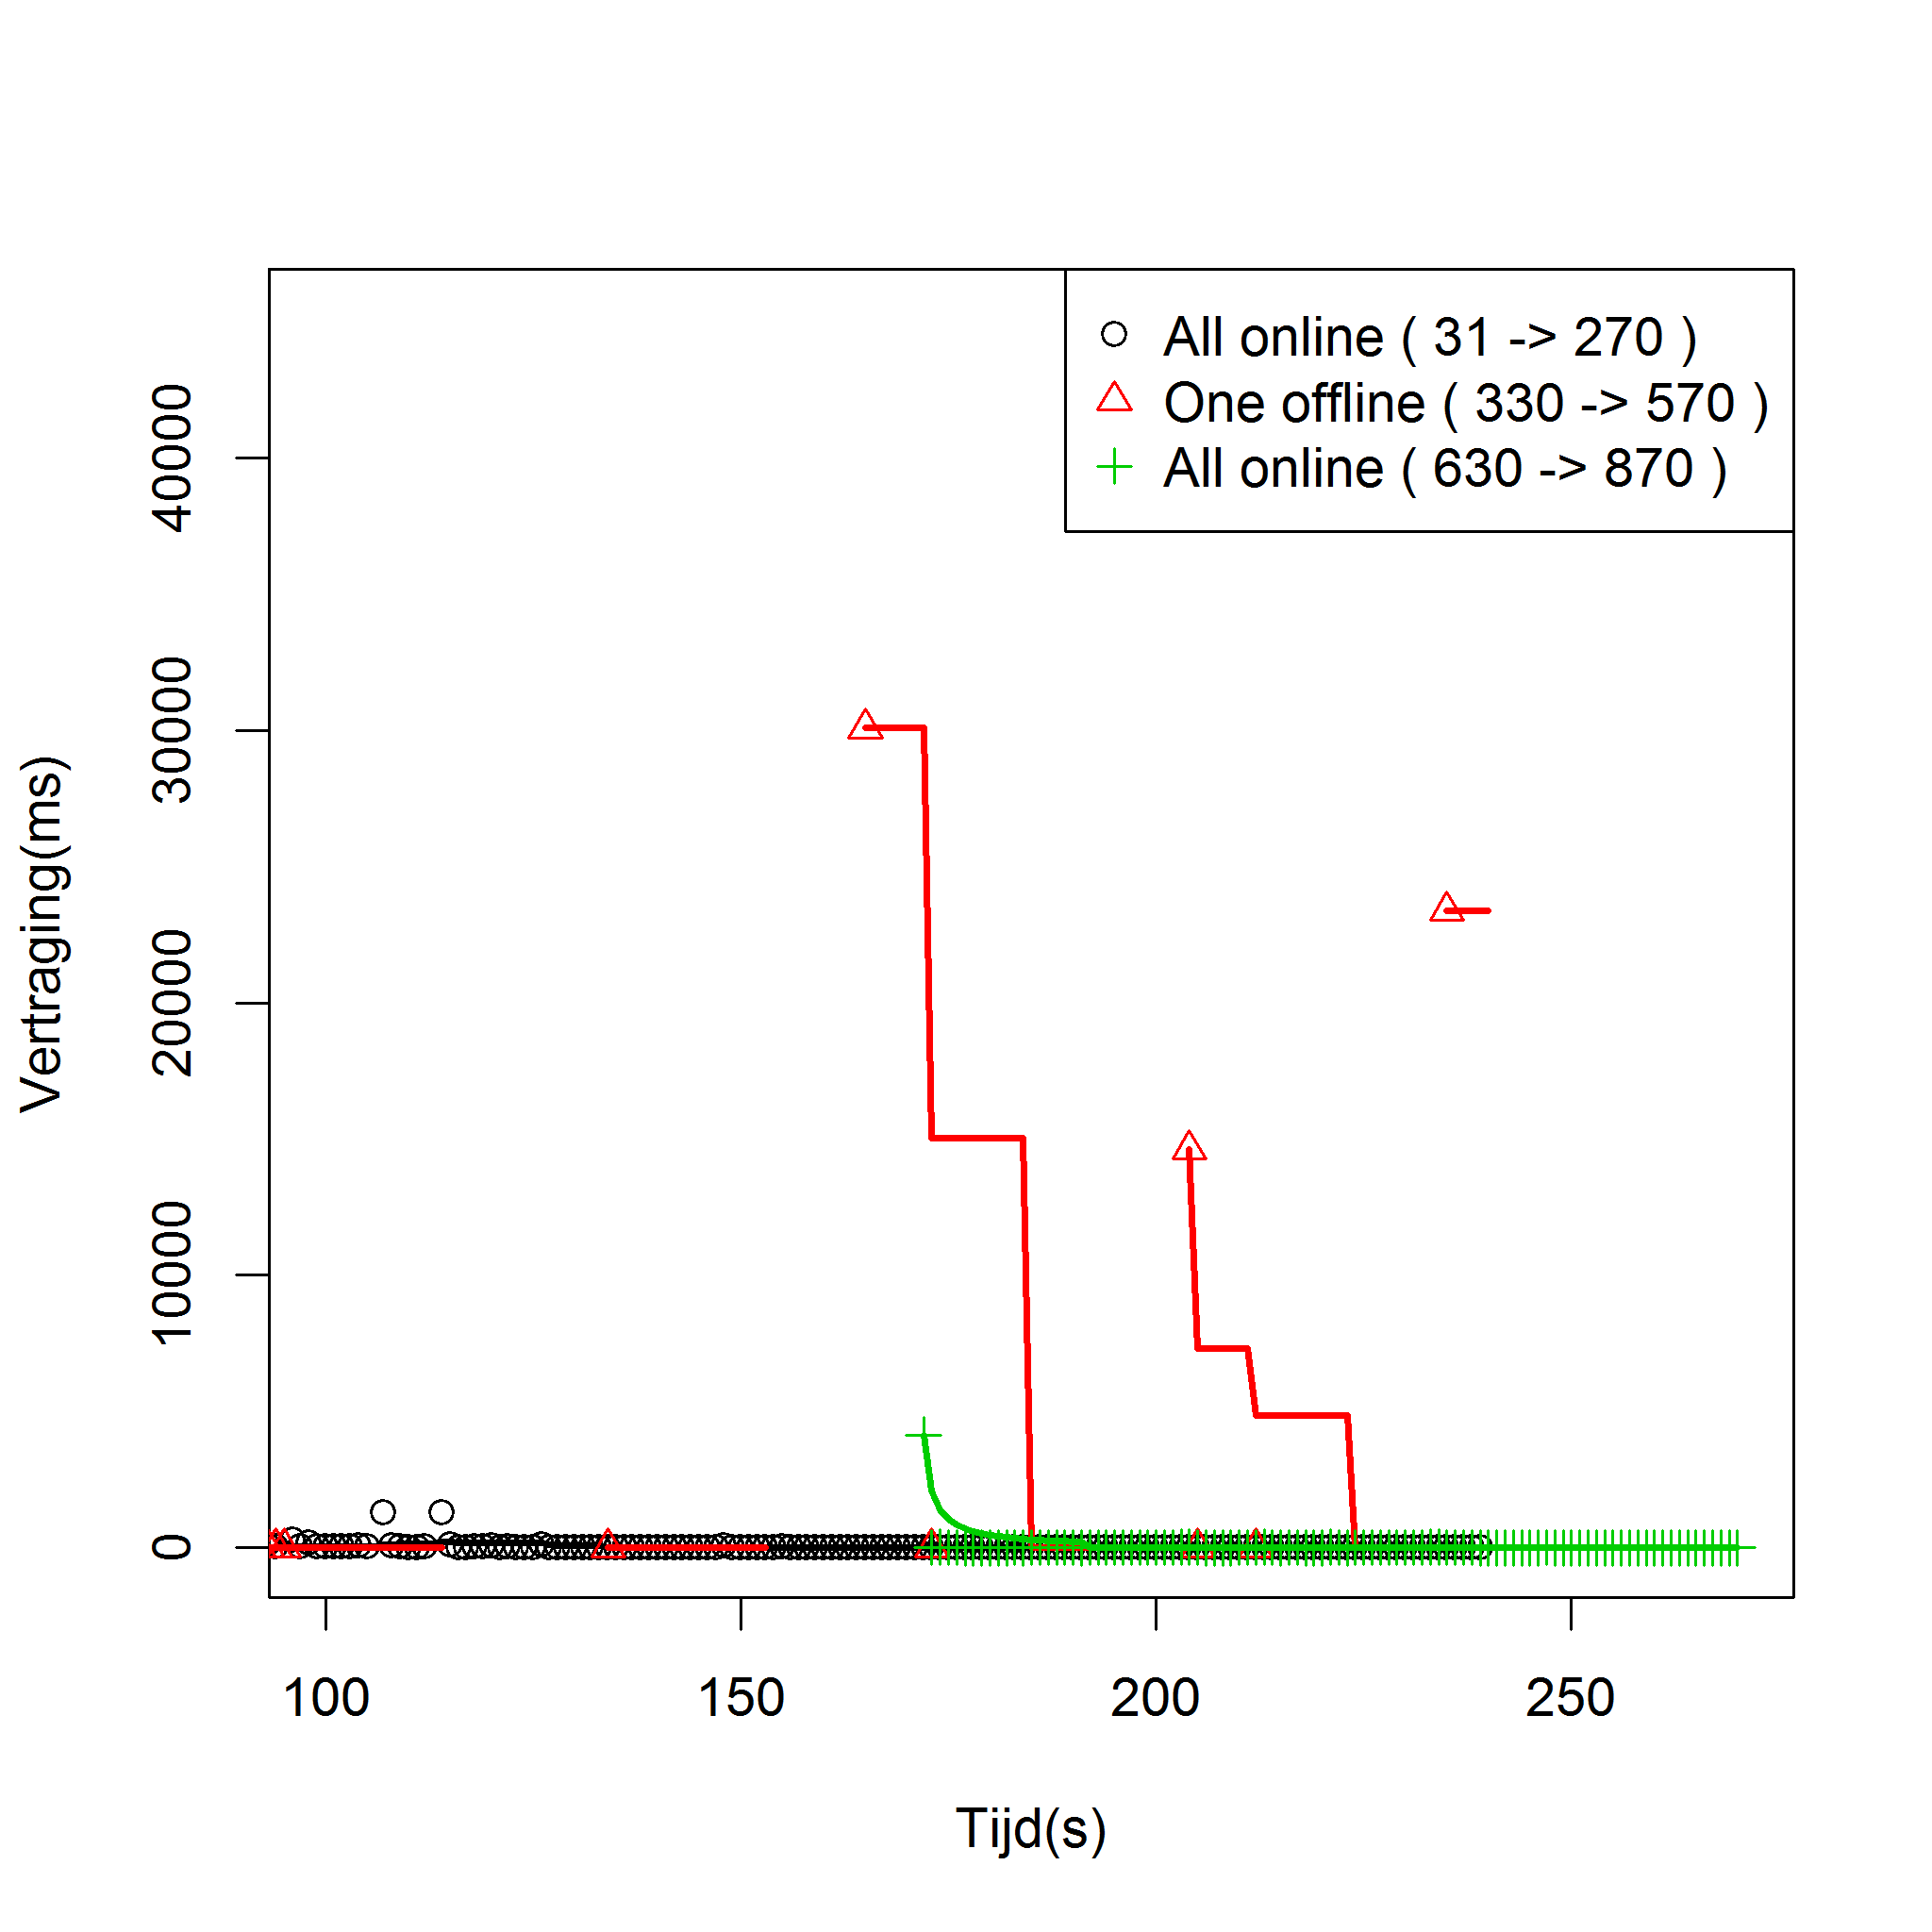 All online ( 31 -> 270 )
One offline ( 330 -> 570 )
All online ( 630 -> 870 )
Vertraging(ms)
40000
30000
20000
10000
0
100 150 200 250
Tijd(s)